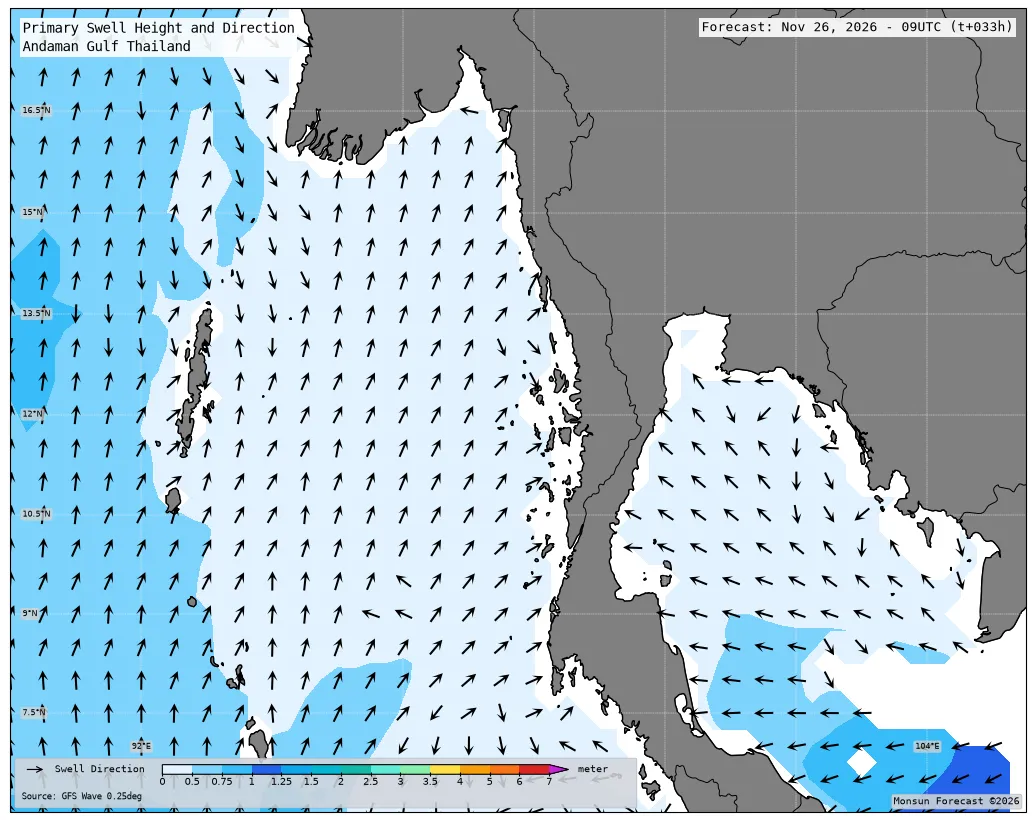 Primary Swell Height and Direction
Andaman Gulf Thailand
Forecast: Nov 26, 2026 - 09UTC (t+033h)
16.5°N
15°N
13.5°N
12°N
10.5°N
9°N
7.5°N
92°E
104°E
Swell Direction
meter
0 0.5 0.75 1 1.25 1.5 2 2.5 3 3.5 4 5 6 7
Source: GFS Wave 0.25deg
Monsun Forecast ©2026